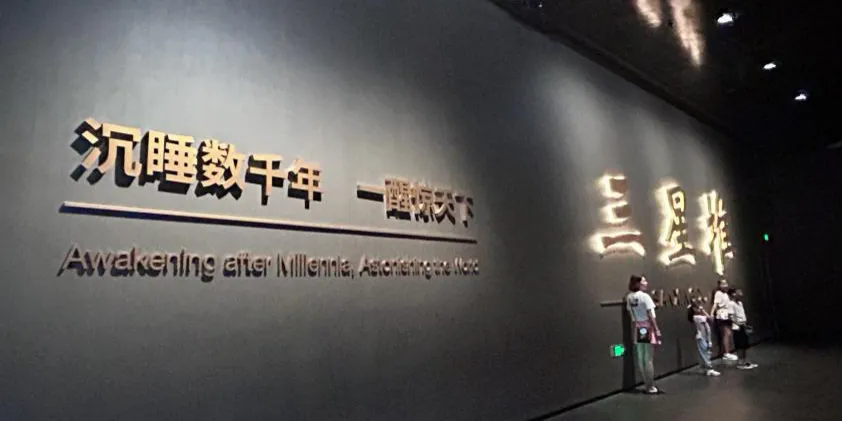 沉睡数千年 一醒惊天下
Awakening after Millennia, Astonishing the World
三星堆